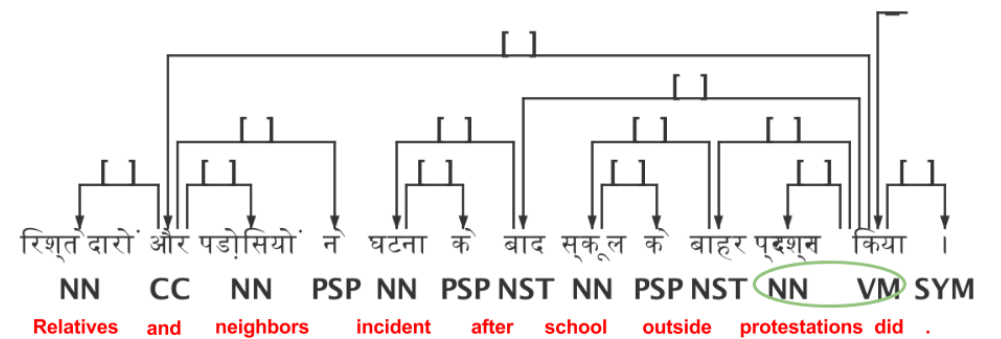 _
[ ]
[ ]
[ ] [ ] [ ] [ ]
[ ] [ ] [ ] [ ] [ ] [ ]
रिश्तेदारों और पड़ोसियों ने घटना के बाद स्कूल के बाहर प्रदर्शन किया ।
NN CC NN PSP NN PSP NST NN PSP NST NN VM SYM
Relatives and neighbors incident after school outside protestations did .